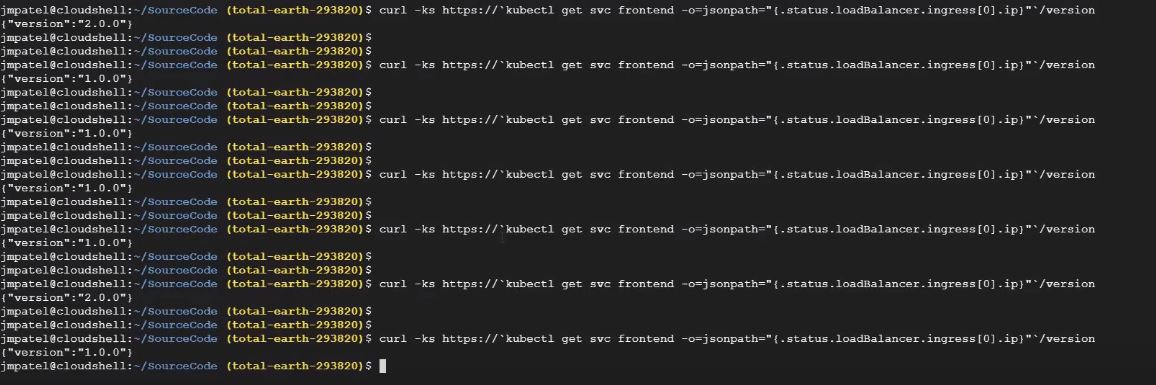 jmpatel@cloudshell:~/SourceCode (total-earth-293820)$ curl -ks https://`kubectl get svc frontend -o=jsonpath="{.status.loadBalancer.ingress[0].ip}"`/version
{"version":"2.0.0"}
jmpatel@cloudshell:~/SourceCode (total-earth-293820)$
jmpatel@cloudshell:~/SourceCode (total-earth-293820)$
jmpatel@cloudshell:~/SourceCode (total-earth-293820)$ curl -ks https://`kubectl get svc frontend -o=jsonpath="{.status.loadBalancer.ingress[0].ip}"`/version
{"version":"1.0.0"}
jmpatel@cloudshell:~/SourceCode (total-earth-293820)$
jmpatel@cloudshell:~/SourceCode (total-earth-293820)$
jmpatel@cloudshell:~/SourceCode (total-earth-293820)$ curl -ks https://`kubectl get svc frontend -o=jsonpath="{.status.loadBalancer.ingress[0].ip}"`/version
{"version":"1.0.0"}
jmpatel@cloudshell:~/SourceCode (total-earth-293820)$
jmpatel@cloudshell:~/SourceCode (total-earth-293820)$
jmpatel@cloudshell:~/SourceCode (total-earth-293820)$ curl -ks https://`kubectl get svc frontend -o=jsonpath="{.status.loadBalancer.ingress[0].ip}"`/version
{"version":"1.0.0"}
jmpatel@cloudshell:~/SourceCode (total-earth-293820)$
jmpatel@cloudshell:~/SourceCode (total-earth-293820)$
jmpatel@cloudshell:~/SourceCode (total-earth-293820)$ curl -ks https://`kubectl get svc frontend -o=jsonpath="{.status.loadBalancer.ingress[0].ip}"`/version
{"version":"1.0.0"}
jmpatel@cloudshell:~/SourceCode (total-earth-293820)$
jmpatel@cloudshell:~/SourceCode (total-earth-293820)$
jmpatel@cloudshell:~/SourceCode (total-earth-293820)$ curl -ks https://`kubectl get svc frontend -o=jsonpath="{.status.loadBalancer.ingress[0].ip}"`/version
{"version":"2.0.0"}
jmpatel@cloudshell:~/SourceCode (total-earth-293820)$
jmpatel@cloudshell:~/SourceCode (total-earth-293820)$
jmpatel@cloudshell:~/SourceCode (total-earth-293820)$ curl -ks https://`kubectl get svc frontend -o=jsonpath="{.status.loadBalancer.ingress[0].ip}"`/version
{"version":"1.0.0"}
jmpatel@cloudshell:~/SourceCode (total-earth-293820)$